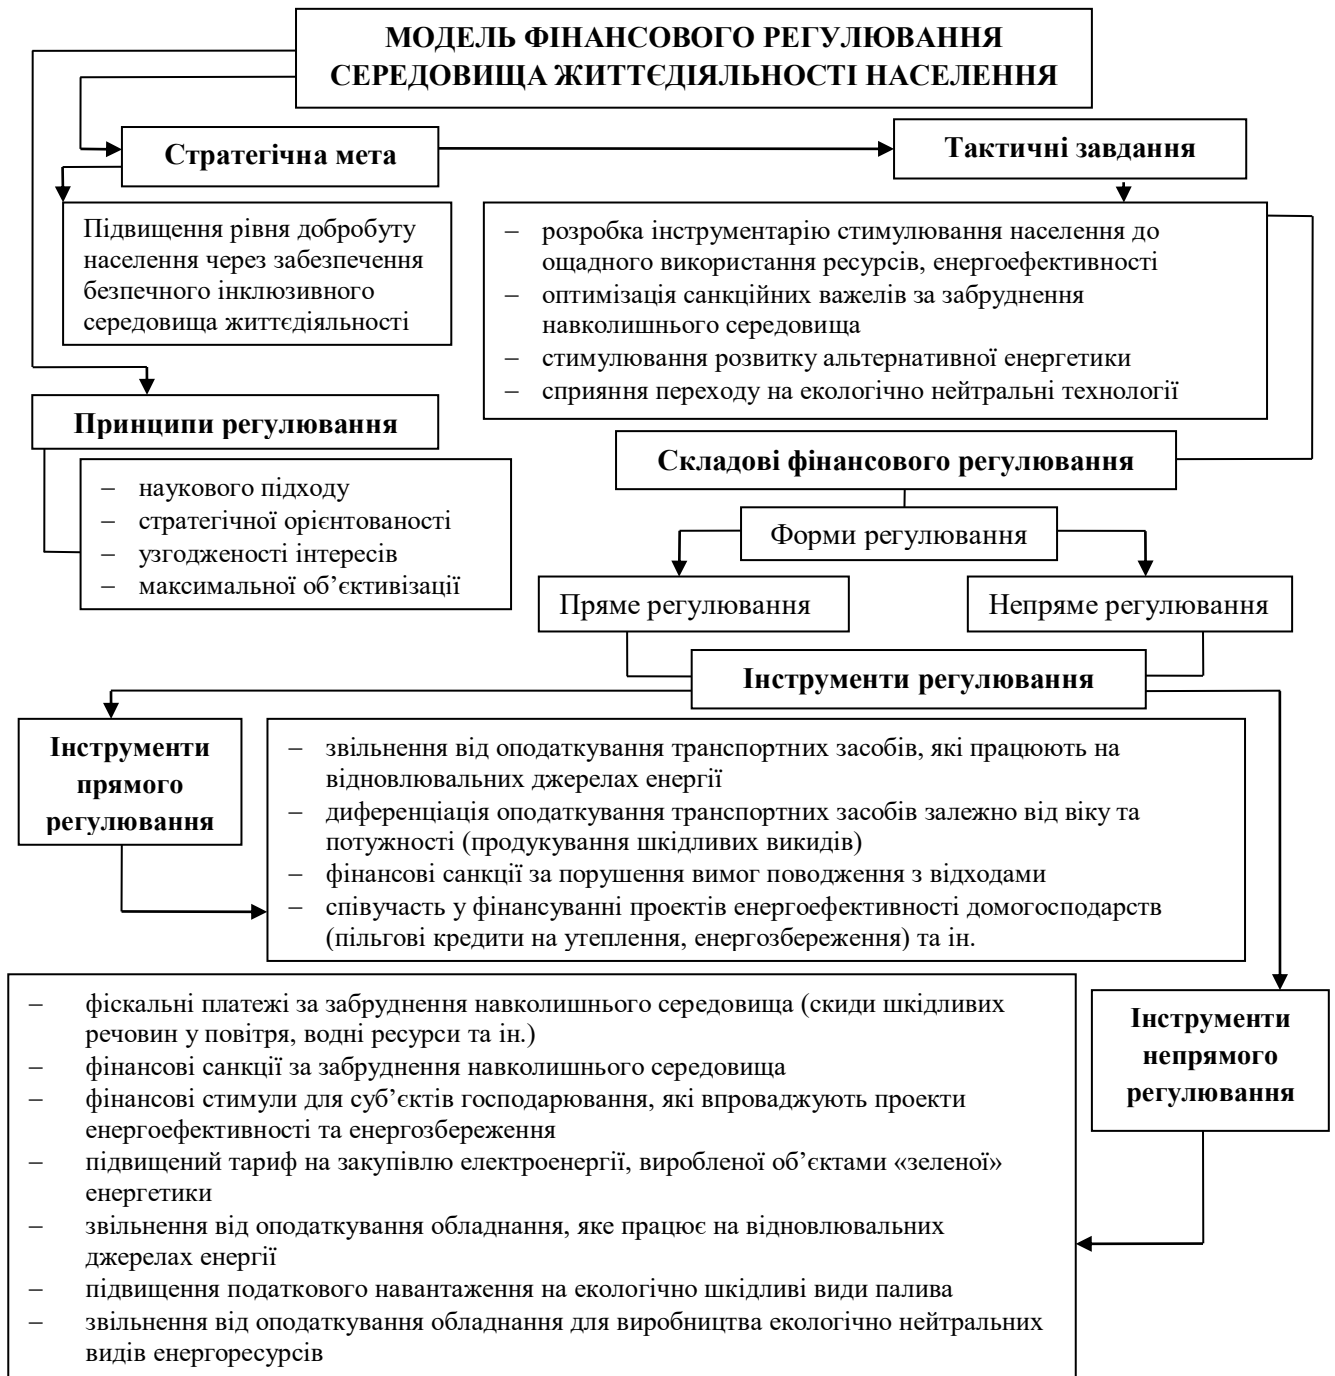 МОДЕЛЬ ФІНАНСОВОГО РЕГУЛЮВАННЯ
СЕРЕДОВИЩА ЖИТТЄДІЯЛЬНОСТІ НАСЕЛЕННЯ
Стратегічна мета
Тактичні завдання
Підвищення рівня добробуту
населення через забезпечення
безпечного інклюзивного
середовища життєдіяльності
– розробка інструментарію стимулювання населення до
ощадного використання ресурсів, енергоефективності
– оптимізація санкційних важелів за забруднення
навколишнього середовища
– стимулювання розвитку альтернативної енергетики
– сприяння переходу на екологічно нейтральні технології
Принципи регулювання
– наукового підходу
– стратегічної орієнтованості
– узгодженості інтересів
– максимальної об’єктивізації
Складові фінансового регулювання
Форми регулювання
Пряме регулювання
Непряме регулювання
Інструменти регулювання
Інструменти
прямого
регулювання
– звільнення від оподаткування транспортних засобів, які працюють на
відновлювальних джерелах енергії
– диференціація оподаткування транспортних засобів залежно від віку та
потужності (продукування шкідливих викидів)
– фінансові санкції за порушення вимог поводження з відходами
– співучасть у фінансуванні проектів енергоефективності домогосподарств
(пільгові кредити на утеплення, енергозбереження) та ін.
– фіскальні платежі за забруднення навколишнього середовища (скиди шкідливих
речовин у повітря, водні ресурси та ін.)
– фінансові санкції за забруднення навколишнього середовища
– фінансові стимули для суб’єктів господарювання, які впроваджують проекти
енергоефективності та енергозбереження
– підвищений тариф на закупівлю електроенергії, виробленої об’єктами «зеленої»
енергетики
– звільнення від оподаткування обладнання, яке працює на відновлювальних
джерелах енергії
– підвищення податкового навантаження на екологічно шкідливі види палива
– звільнення від оподаткування обладнання для виробництва екологічно нейтральних
видів енергоресурсів
Інструменти
непрямого
регулювання